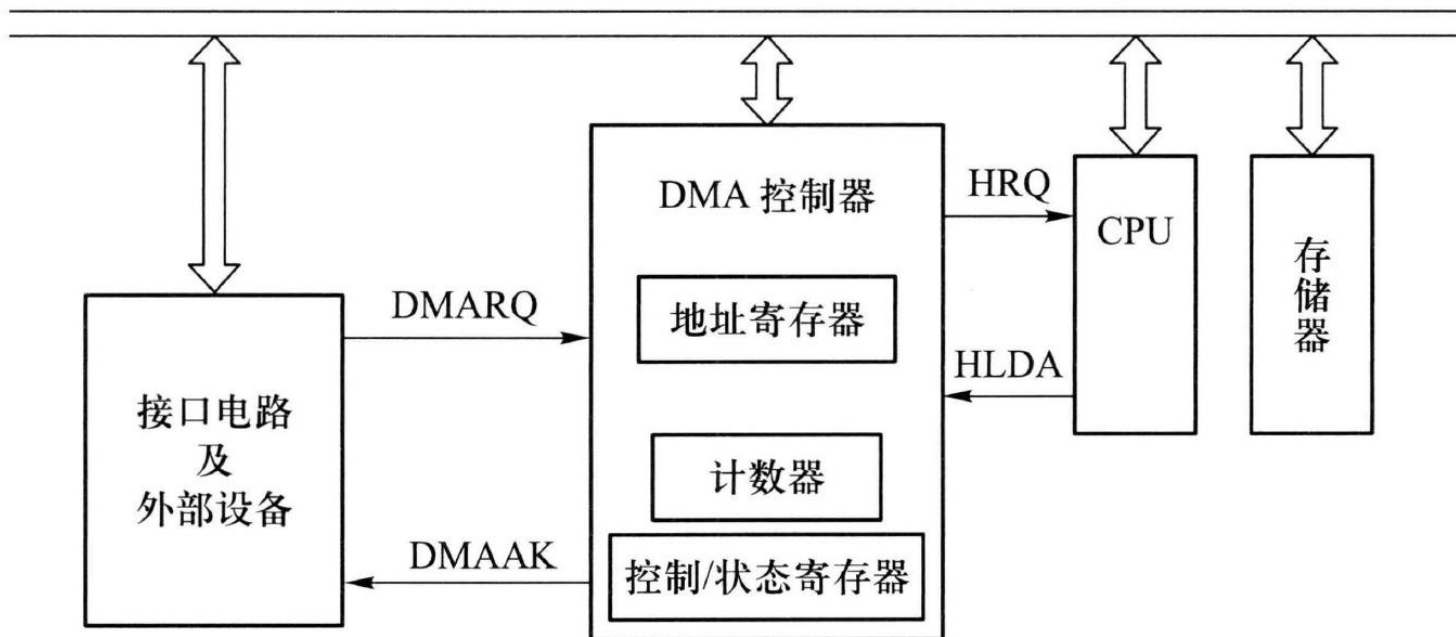 DMA 控制器
HRQ
CPU
存
储
器
地址寄存器
DMARQ
HLDA
接口电路
及
外部设备
计数器
DMAAK
控制/状态寄存器